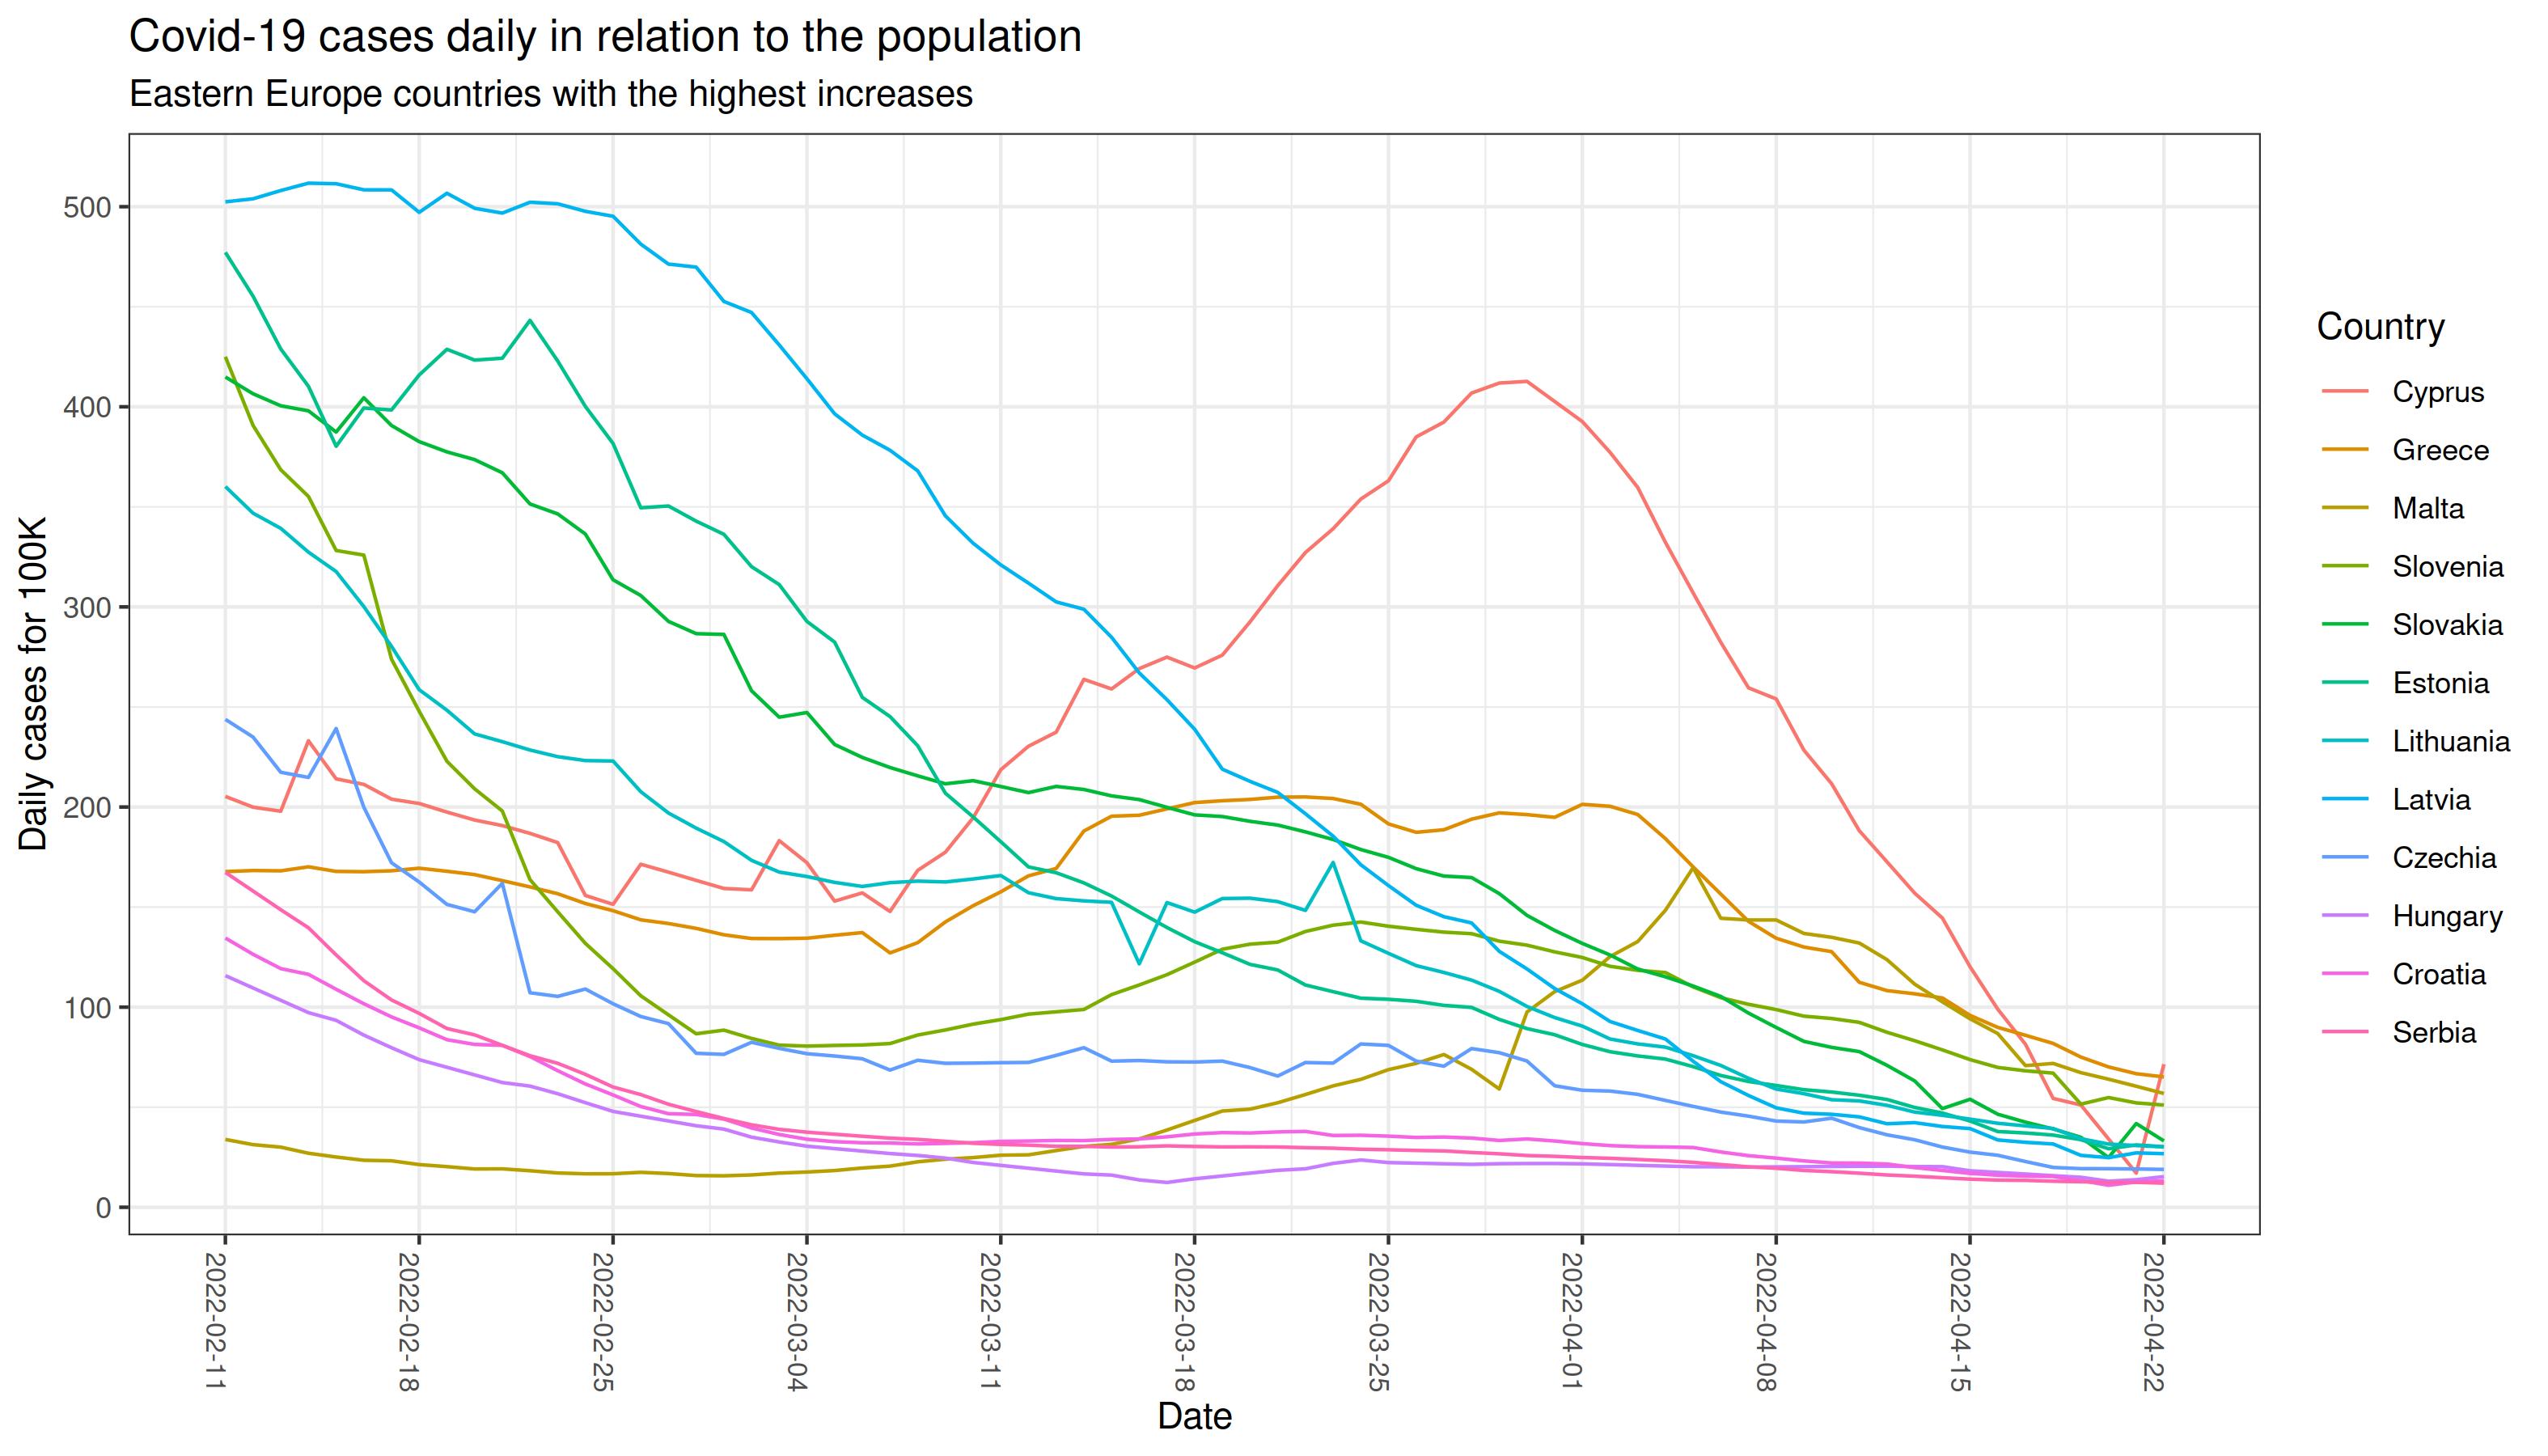 Covid-19 cases daily in relation to the population
Eastern Europe countries with the highest increases
Daily cases for 100K
500
400
300
200
100
0
2022-02-11
2022-02-18
2022-02-25
2022-03-04
2022-03-11
2022-03-18
2022-03-25
2022-04-01
2022-04-08
2022-04-15
2022-04-22
Date
Country
Cyprus
Greece
Malta
Slovenia
Slovakia
Estonia
Lithuania
Latvia
Czechia
Hungary
Croatia
Serbia